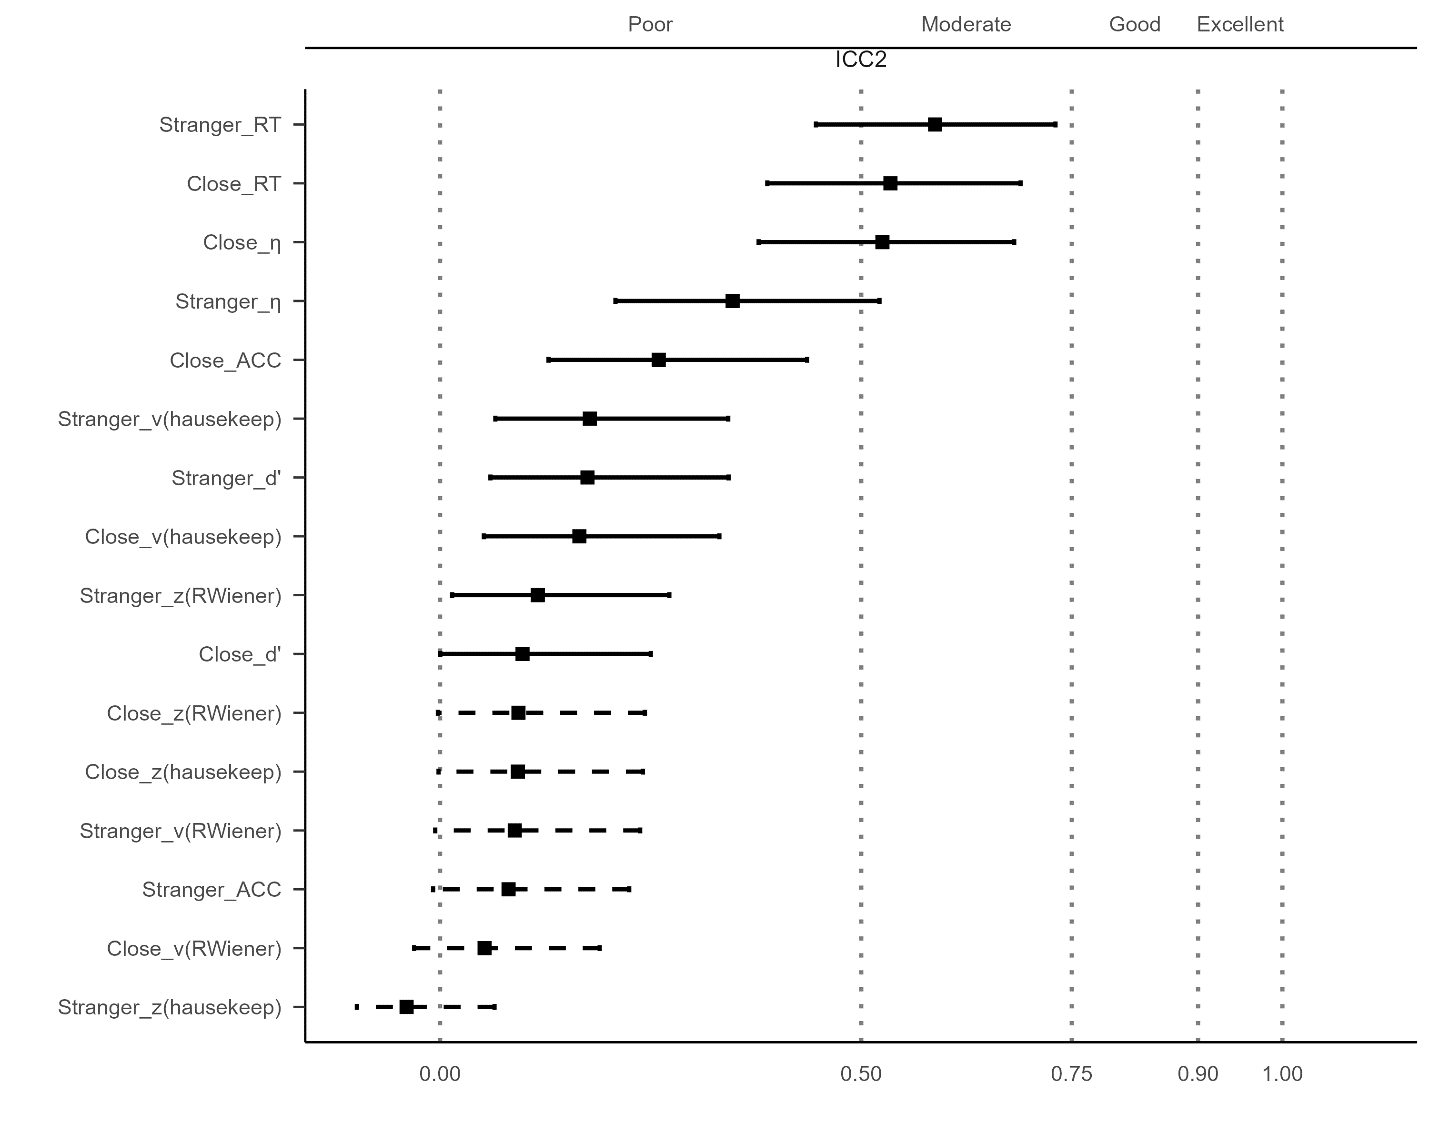 Poor Moderate Good Excellent
ICC2
Stranger_RT
Close_RT
Close_η
Stranger_η
Close_ACC
Stranger_v(hausekeep)
Stranger_d'
Close_v(hausekeep)
Stranger_z(RWiener)
Close_d'
Close_z(RWiener)
Close_z(hausekeep)
Stranger_v(RWiener)
Stranger_ACC
Close_v(RWiener)
Stranger_z(hausekeep)
0.00 0.50 0.75 0.90 1.00